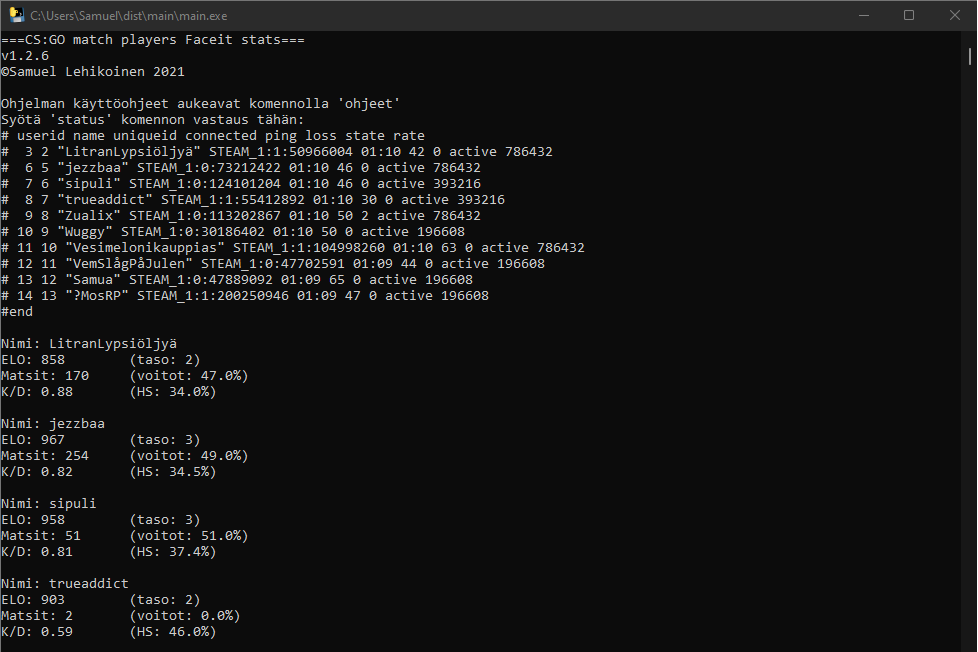 C:\Users\Samuel\dist\main\main.exe
===CS:GO match players Faceit stats===
v1.2.6
©Samuel Lehikoinen 2021
Ohjelman käyttöohjeet aukeavat komennolla 'ohjeet'
Syötä 'status' komennon vastaus tähän:
# userid name uniqueid connected ping loss state rate
#  3 2 "LitranLypsiöljyä" STEAM_1:1:50966004 01:10 42 0 active 786432
#  6 5 "jezzbaa" STEAM_1:0:73212422 01:10 46 0 active 786432
#  7 6 "sipuli" STEAM_1:0:124101204 01:10 46 0 active 393216
#  8 7 "trueaddict" STEAM_1:1:55412892 01:10 30 0 active 393216
#  9 8 "Zualix" STEAM_1:0:113202867 01:10 50 2 active 786432
# 10 9 "Wuggy" STEAM_1:0:30186402 01:10 50 0 active 196608
# 11 10 "Vesimelonikauppias" STEAM_1:1:104998260 01:10 63 0 active 786432
# 12 11 "VemSlågPåJulen" STEAM_1:0:47702591 01:09 44 0 active 196608
# 13 12 "Samua" STEAM_1:0:47889092 01:09 65 0 active 196608
# 14 13 "?MosRP" STEAM_1:1:200250946 01:09 47 0 active 196608
#end
Nimi: LitranLypsiöljyä
ELO: 858        (taso: 2)
Matsit: 170     (voitot: 47.0%)
K/D: 0.88       (HS: 34.0%)
Nimi: jezzbaa
ELO: 967        (taso: 3)
Matsit: 254     (voitot: 49.0%)
K/D: 0.82       (HS: 34.5%)
Nimi: sipuli
ELO: 958        (taso: 3)
Matsit: 51      (voitot: 51.0%)
K/D: 0.81       (HS: 37.4%)
Nimi: trueaddict
ELO: 903        (taso: 2)
Matsit: 2       (voitot: 0.0%)
K/D: 0.59       (HS: 46.0%)